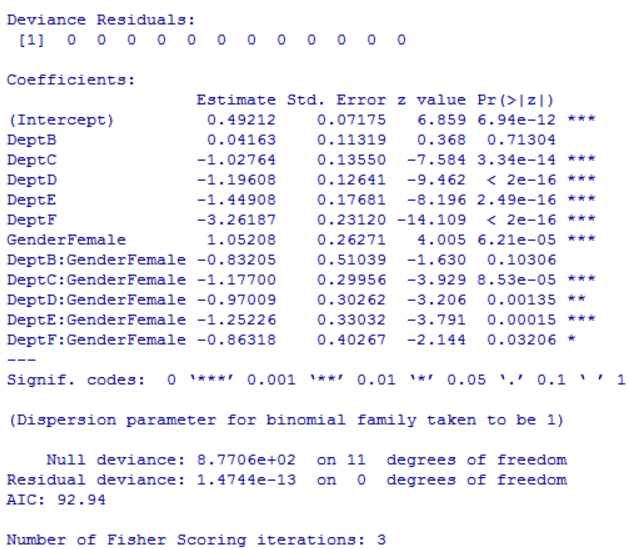 Deviance Residuals:
 [1]  0  0  0  0  0  0  0  0  0  0  0  0

Coefficients:
                    Estimate Std. Error z value Pr(>|z|)
(Intercept)          0.49212    0.07175   6.859 6.94e-12 ***
DeptB                0.04163    0.11319   0.368  0.71304
DeptC               -1.02764    0.13550  -7.584 3.34e-14 ***
DeptD               -1.19608    0.12641  -9.462  < 2e-16 ***
DeptE               -1.44908    0.17681  -8.196 2.49e-16 ***
DeptF               -3.26187    0.23120 -14.109  < 2e-16 ***
GenderFemale         1.05208    0.26271   4.005 6.21e-05 ***
DeptB:GenderFemale -0.83205    0.51039  -1.630  0.10306
DeptC:GenderFemale -1.17700    0.29956  -3.929 8.53e-05 ***
DeptD:GenderFemale -0.97009    0.30262  -3.206  0.00135 **
DeptE:GenderFemale -1.25226    0.33032  -3.791  0.00015 ***
DeptF:GenderFemale -0.86318    0.40267  -2.144  0.03206 *
---
Signif. codes:  0 ‘***’ 0.001 ‘**’ 0.01 ‘*’ 0.05 ‘.’ 0.1 ‘ ’ 1

(Dispersion parameter for binomial family taken to be 1)

    Null deviance: 8.7706e+02  on 11  degrees of freedom
Residual deviance: 1.4744e-13  on  0  degrees of freedom
AIC: 92.94

Number of Fisher Scoring iterations: 3